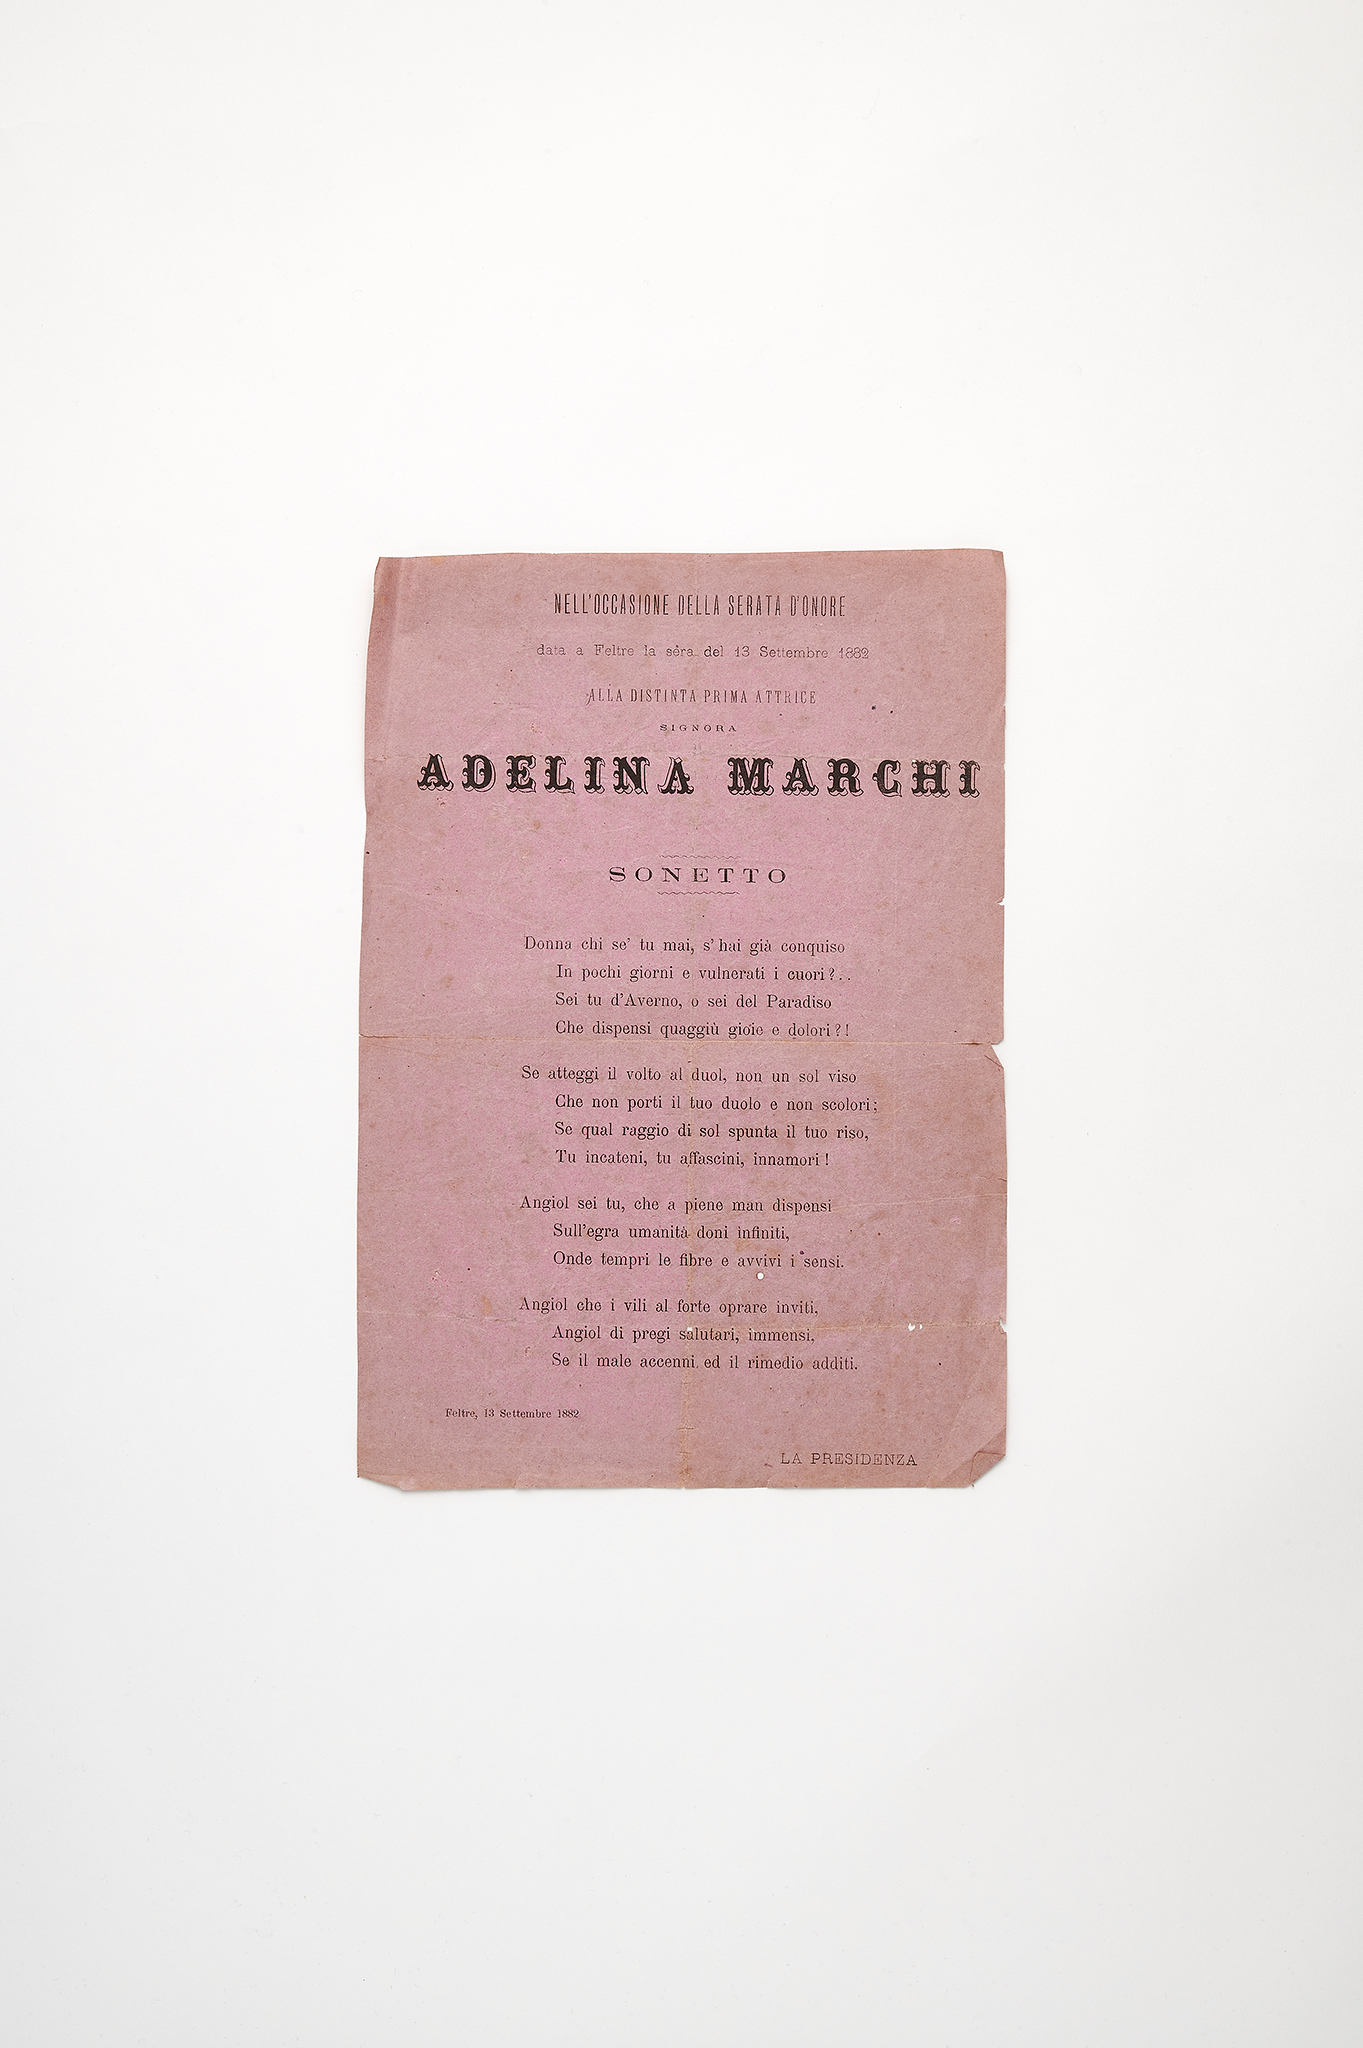 NELL'OCCASIONE DELLA SERATA D'ONORE
data a Feltre la sera del 13 Settembre 1882
ALLA DISTINTA PRIMA ATTRICE
SIGNORA
ADELINA MARCHI
SONETTO
Donna chi se' tu mai, s'hai già conquiso
In pochi giorni e vulnerati i cuori?..
Sei tu d'Averno, o sei del Paradiso
Che dispensi quaggiù gioie e dolori?!
Se atteggi il volto al duol, non un sol viso
Che non porti il tuo duolo e non scolori;
Se qual raggio di sol spunta il tuo riso,
Tu incateni, tu affascini, innamori!
Angiol sei tu, che a piene man dispensi
Sull'egra umanità doni infiniti,
Onde tempri le fibre e avvivi i sensi.
Angiol che i vili al forte oprare inviti,
Angiol di pregi salutari, immensi,
Se il male accenni ed il rimedio additi.
Feltre, 13 Settembre 1882
LA PRESIDENZA